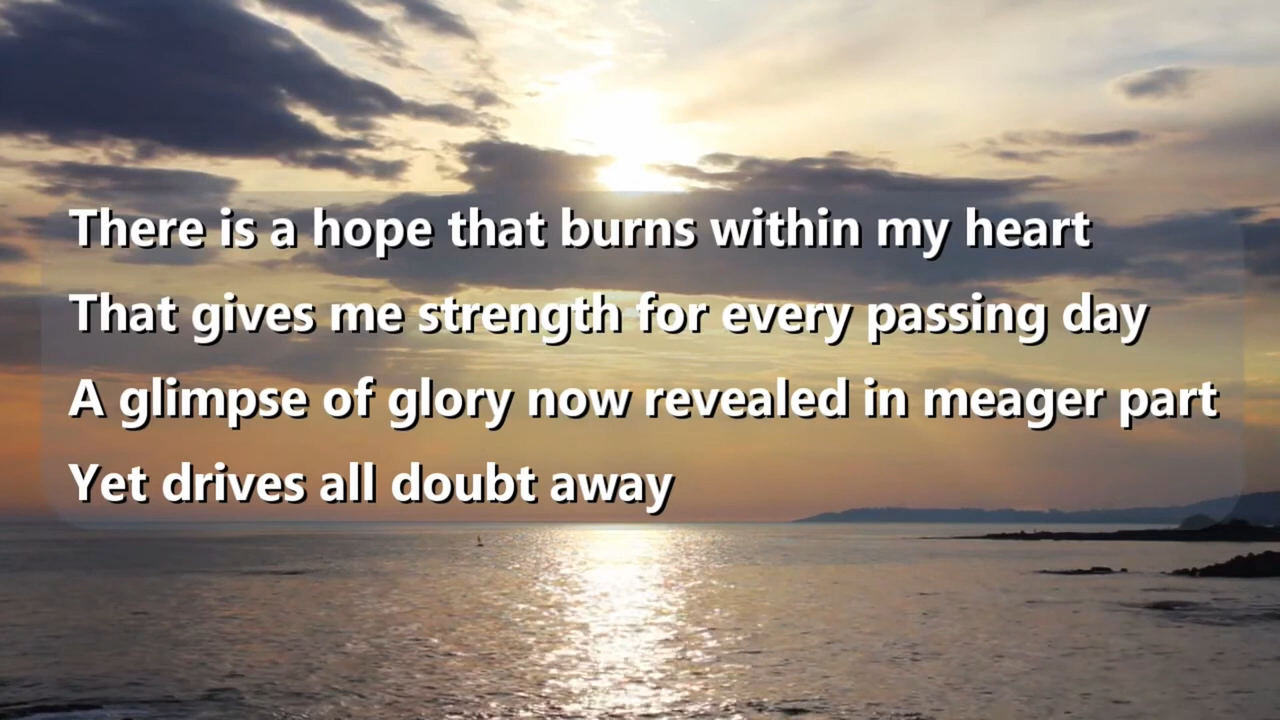 There is a hope that burns within my heart
That gives me strength for every passing day
A glimpse of glory now revealed in meager part
Yet drives all doubt away